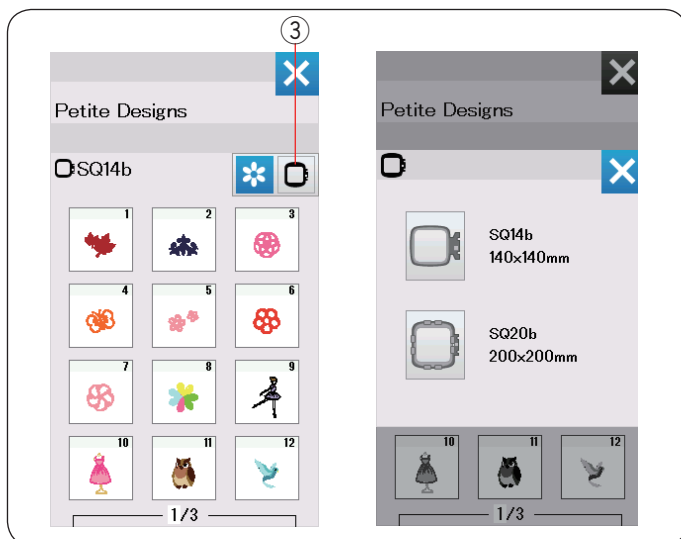 ③
Petite Designs
SQ14b
1 2 3
4 5 6
7 8 9
10 11 12
1/3
Petite Designs
SQ14b
140x140mm
SQ20b
200x200mm
10 11 12
1/3